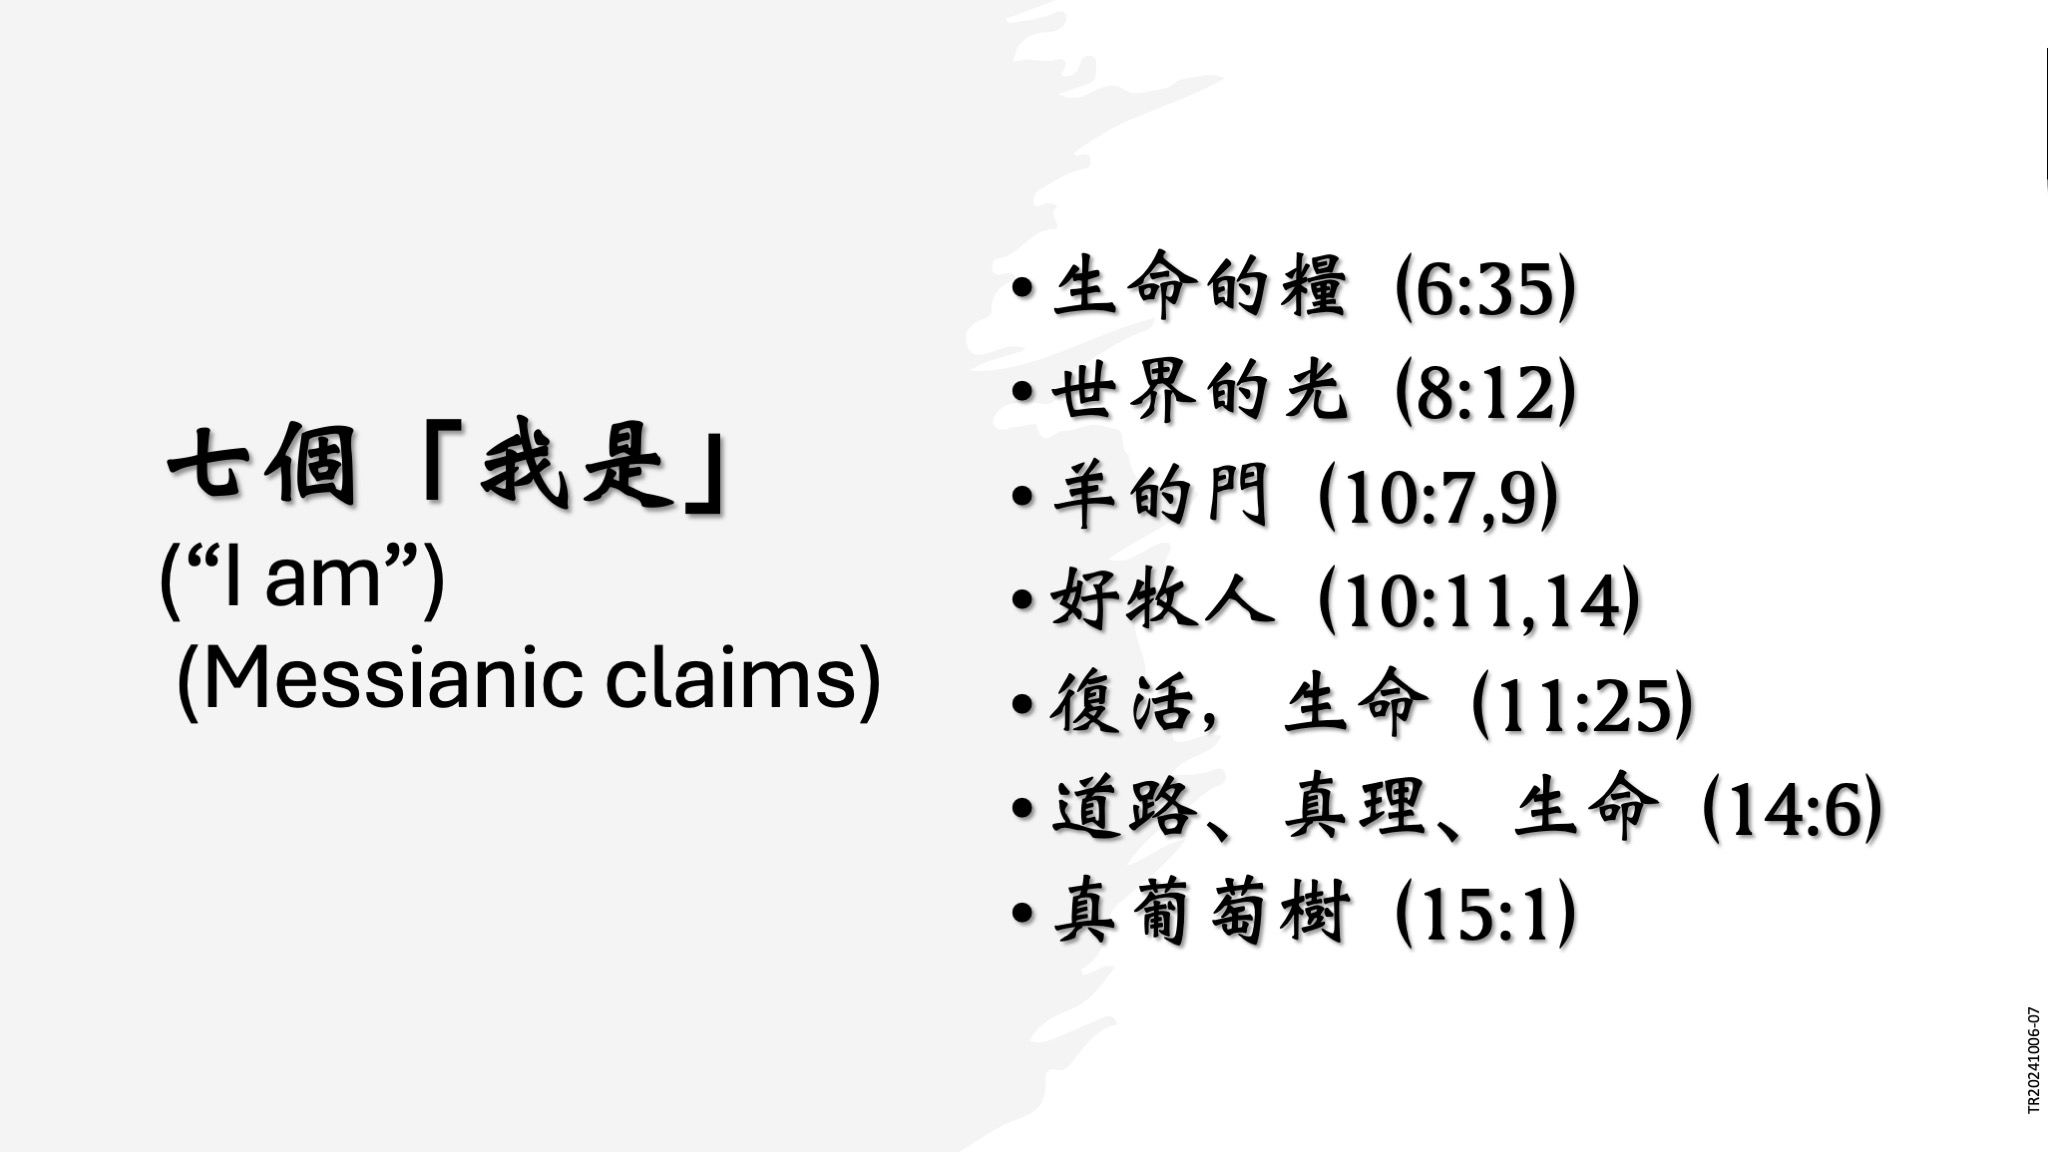 七個「我是」
(“I am”)
(Messianic claims)
• 生命的糧 (6:35)
• 世界的光 (8:12)
• 羊的門 (10:7,9)
• 好牧人 (10:11,14)
• 復活, 生命 (11:25)
• 道路、真理、生命 (14:6)
• 真葡萄樹 (15:1)
TR20241006-07